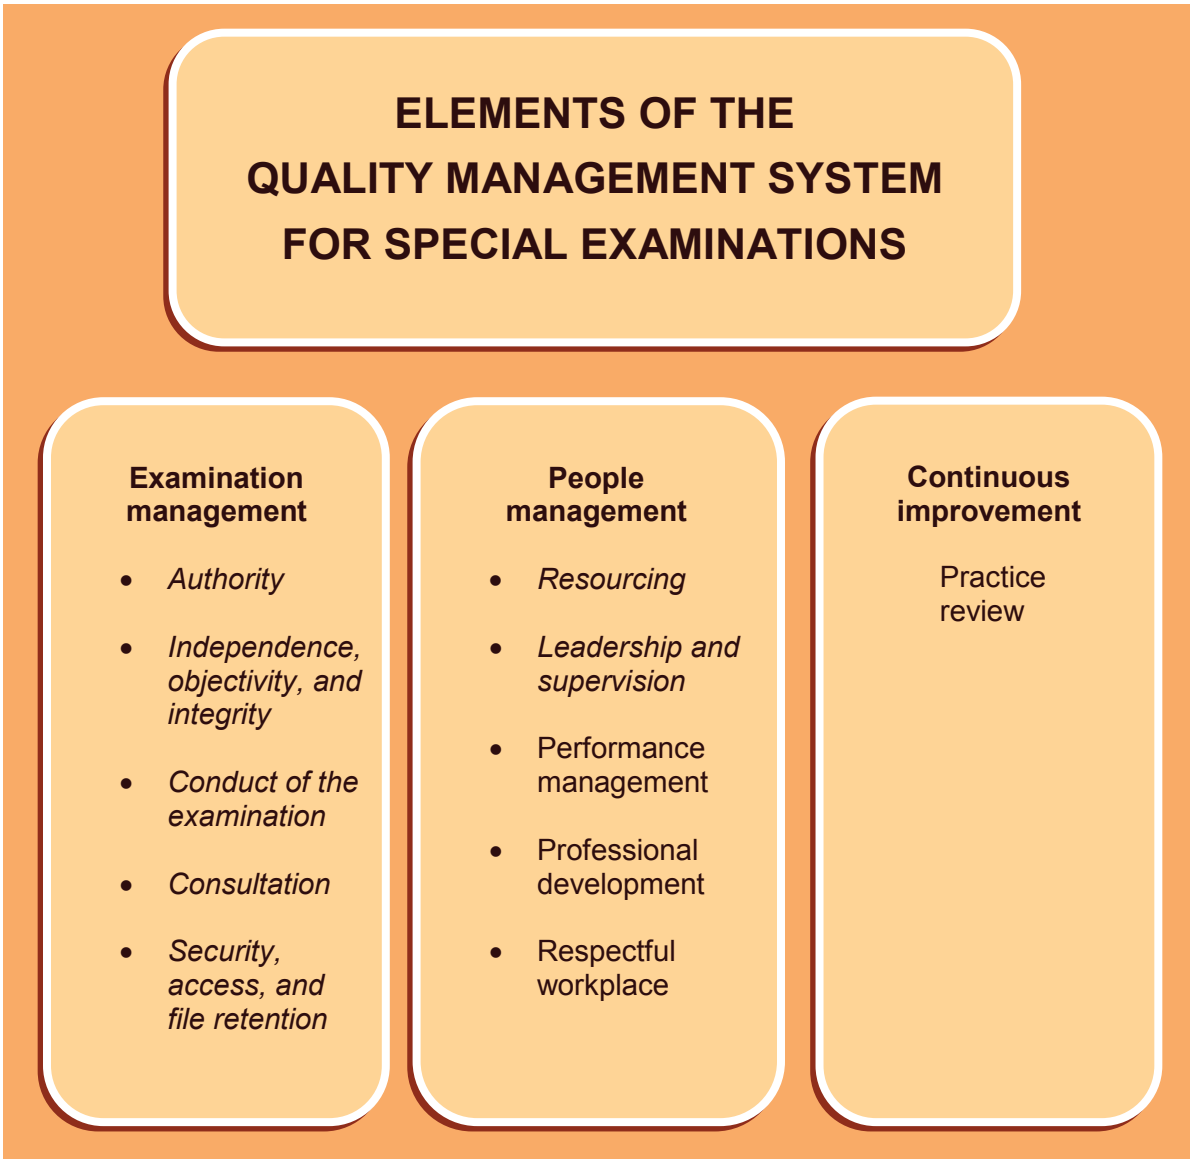 ELEMENTS OF THE
QUALITY MANAGEMENT SYSTEM
FOR SPECIAL EXAMINATIONS
Examination
management
• Authority
• Independence,
objectivity, and
integrity
• Conduct of the
examination
• Consultation
• Security,
access, and
file retention
People
management
• Resourcing
• Leadership and
supervision
• Performance
management
• Professional
development
• Respectful
workplace
Continuous
improvement
Practice
review